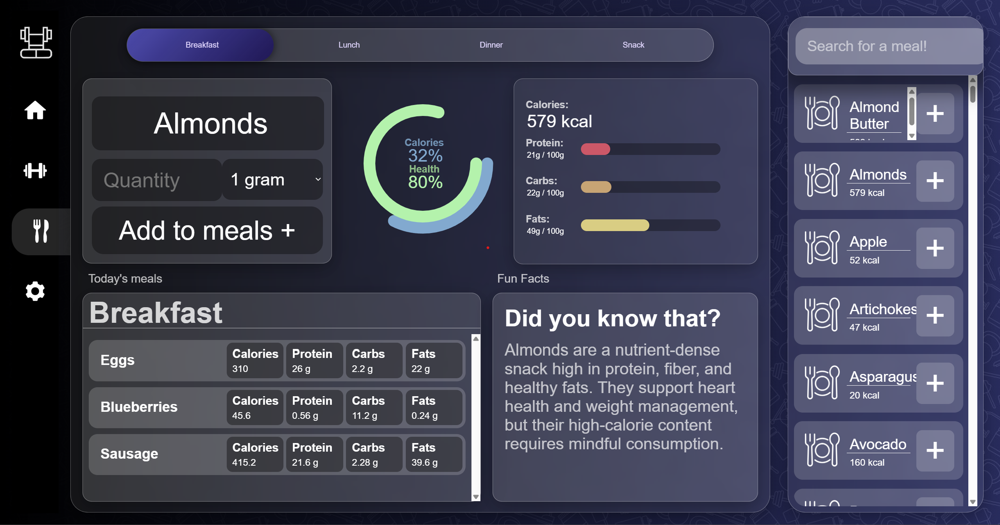 Breakfast
Lunch
Dinner
Snack
Almonds
Quantity
1 gram
Add to meals +
Calories
32%
Health
80%
Calories:
579 kcal
Protein:
21g / 100g
Carbs:
22g / 100g
Fats:
49g / 100g
Today's meals
Breakfast
Eggs
Calories
310
Protein
26 g
Carbs
2.2 g
Fats
22 g
Blueberries
Calories
45.6
Protein
0.56 g
Carbs
11.2 g
Fats
0.24 g
Sausage
Calories
415.2
Protein
21.6 g
Carbs
2.28 g
Fats
39.6 g
Fun Facts
Did you know that?
Almonds are a nutrient-dense
snack high in protein, fiber, and
healthy fats. They support heart
health and weight management,
but their high-calorie content
requires mindful consumption.
Search for a meal!
Almond
Butter
+
Almonds
579 kcal
+
Apple
52 kcal
+
Artichokes
47 kcal
+
Asparagus
20 kcal
+
Avocado
160 kcal
+